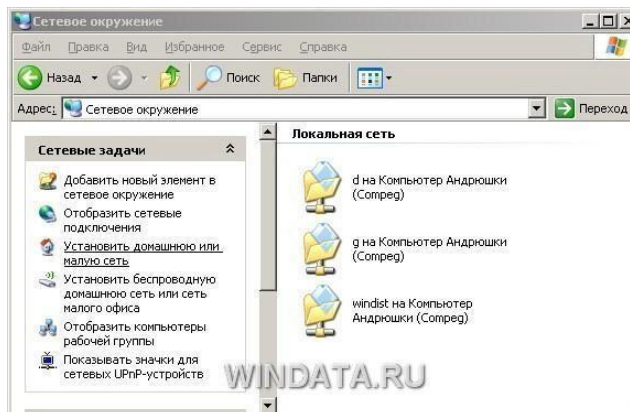 Сетевое окружение
Файл Правка Вид Избранное Сервис Справка
Назад Поиск Папки
Адрес: Сетевое окружение Переход
Сетевые задачи
Добавить новый элемент в
сетевое окружение
Отобразить сетевые
подключения
Установить домашнюю или
малую сеть
Установить беспроводную
домашнюю сеть или сеть
малого офиса
Отобразить компьютеры
рабочей группы
Показывать значки для
сетевых UPnP-устройств
Локальная сеть
d на Компьютер Андрюшки
(Compeg)
g на Компьютер Андрюшки
(Compeg)
windist на Компьютер
Андрюшки (Compeg)
WINDATA.RU